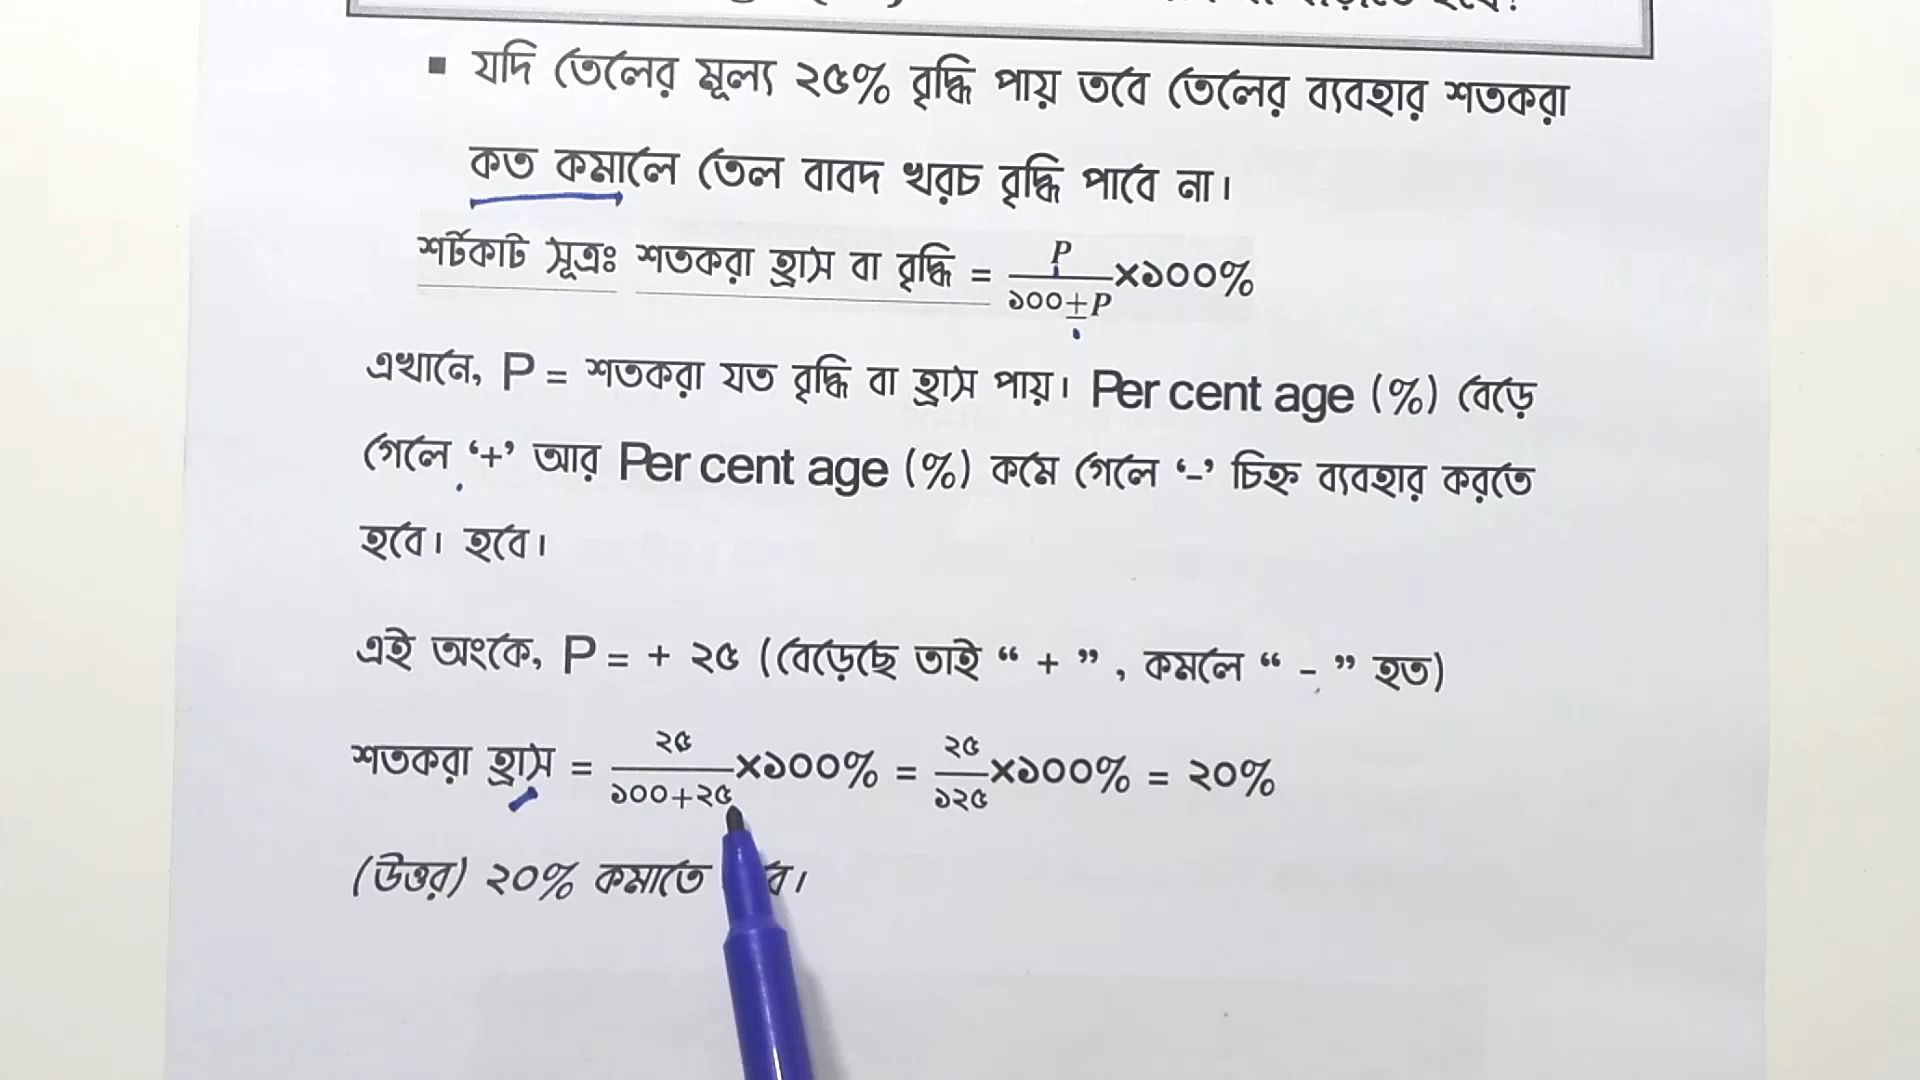 ▪ যদি তেলের মূল্য ২৫% বৃদ্ধি পায় তবে তেলের ব্যবহার শতকরা
কত কমালে তেল বাবদ খরচ বৃদ্ধি পাবে না।
শর্টকাট সূত্রঃ শতকরা হ্রাস বা বৃদ্ধি = P/(১০০±P) ×১০০%
এখানে, P = শতকরা যত বৃদ্ধি বা হ্রাস পায়। Per cent age (%) বেড়ে
গেলে ‘+’ আর Per cent age (%) কমে গেলে ‘-’ চিহ্ন ব্যবহার করতে
হবে। হবে।
এই অংকে, P = + ২৫ (বেড়েছে তাই “ + ” , কমলে “ - ” হত)
শতকরা হ্রাস = ২৫/(১০০+২৫) ×১০০% = ২৫/১২৫ ×১০০% = ২০%
(উত্তর) ২০% কমাতে